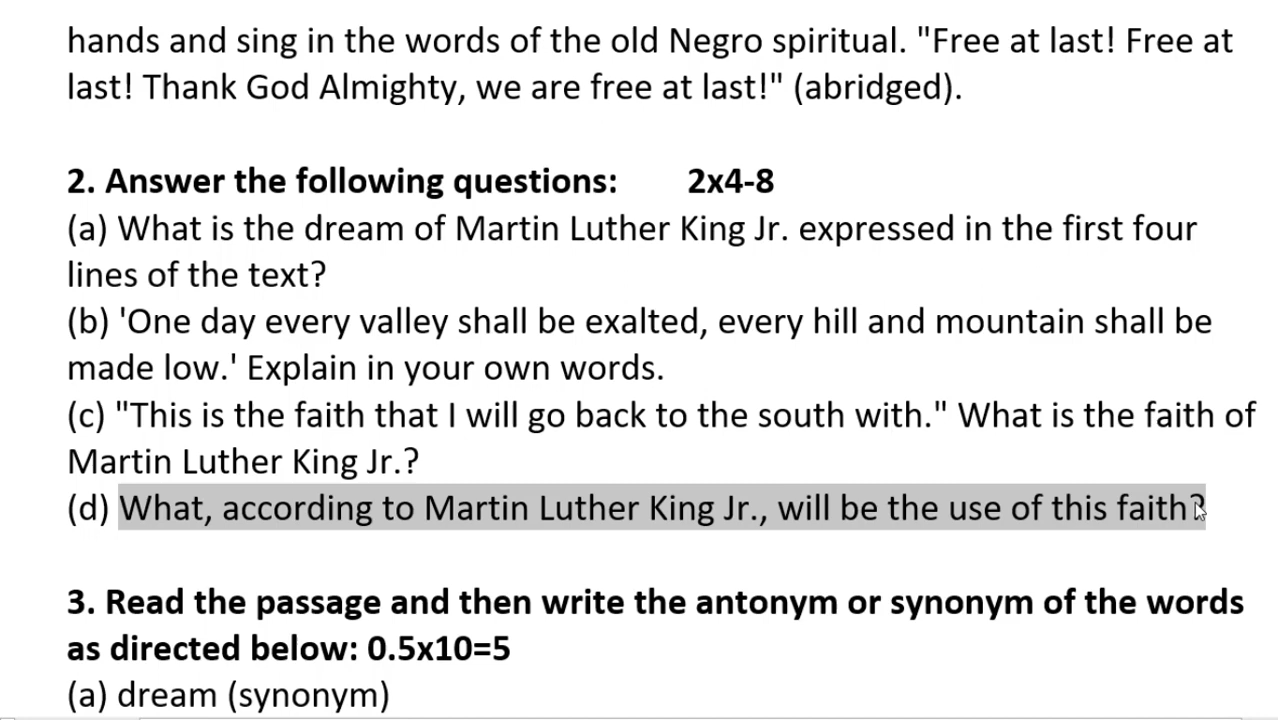 hands and sing in the words of the old Negro spiritual. "Free at last! Free at
last! Thank God Almighty, we are free at last!" (abridged).
2. Answer the following questions: 2x4-8
(a) What is the dream of Martin Luther King Jr. expressed in the first four
lines of the text?
(b) 'One day every valley shall be exalted, every hill and mountain shall be
made low.' Explain in your own words.
(c) "This is the faith that I will go back to the south with." What is the faith of
Martin Luther King Jr.?
(d) What, according to Martin Luther King Jr., will be the use of this faith?
3. Read the passage and then write the antonym or synonym of the words
as directed below: 0.5x10=5
(a) dream (synonym)